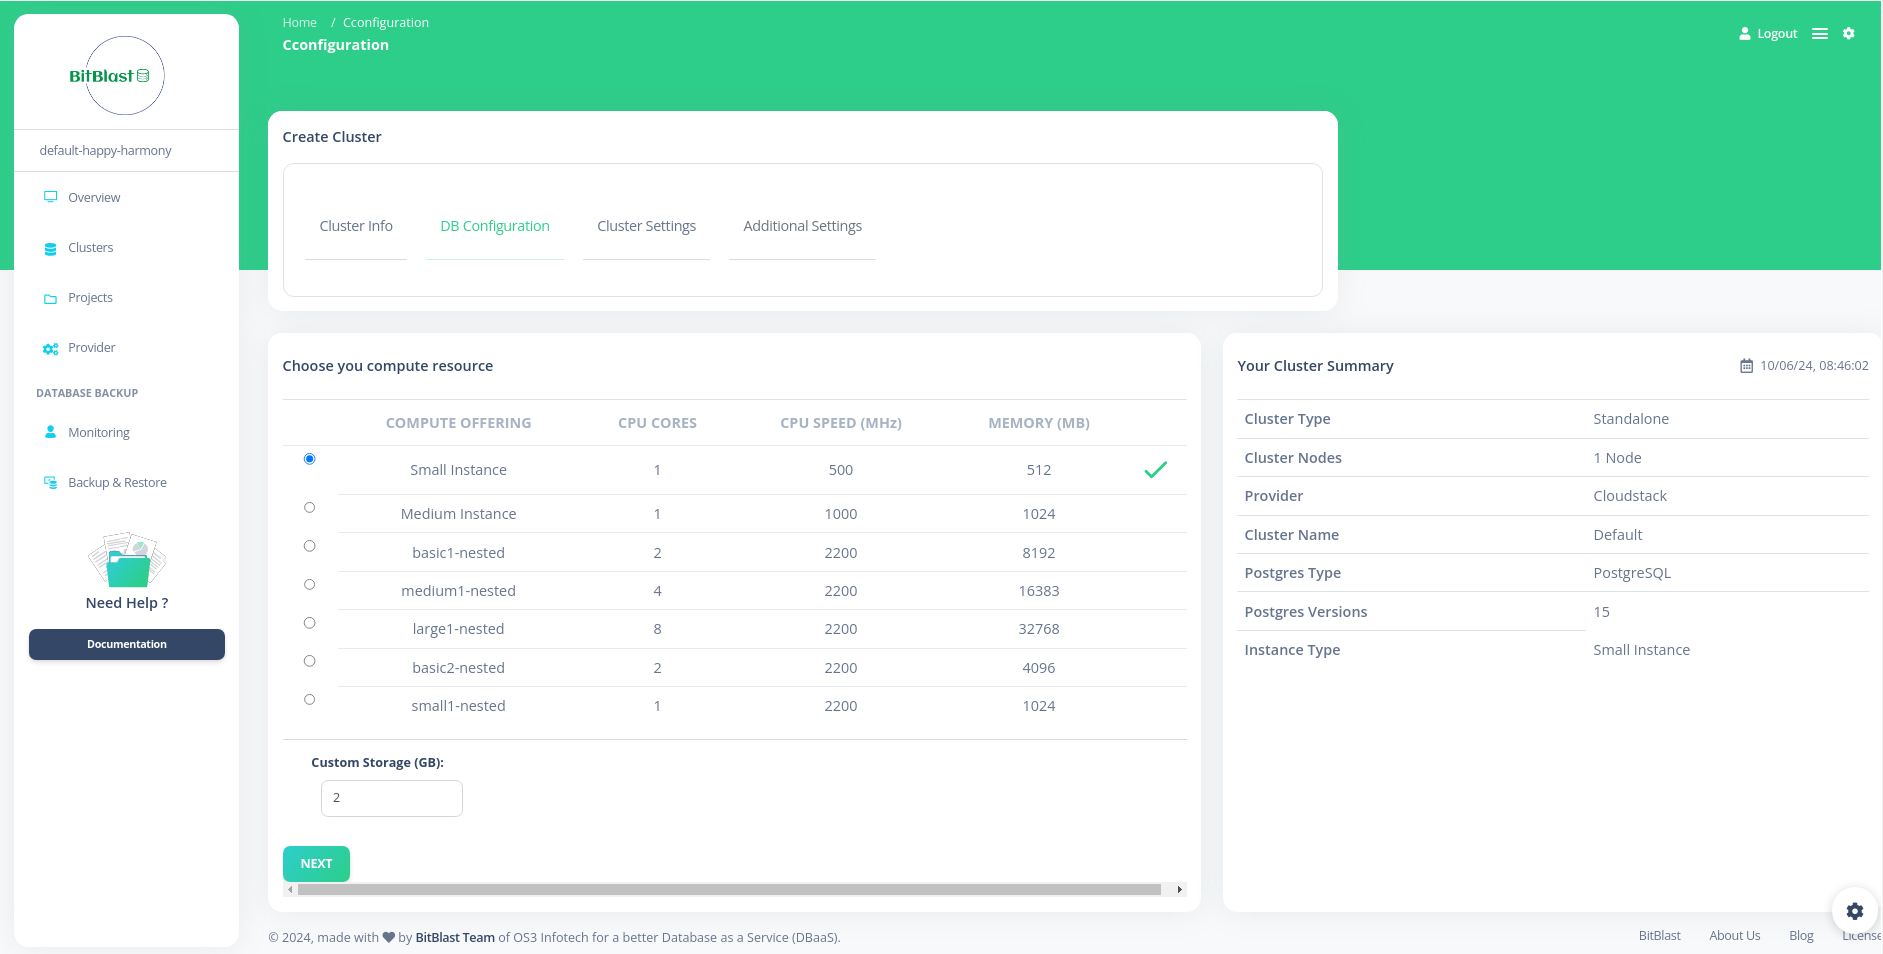 Home / Cconfiguration
Cconfiguration
Logout
BitBlast
default-happy-harmony
Overview
Clusters
Projects
Provider
DATABASE BACKUP
Monitoring
Backup & Restore
Need Help ?
Documentation
Create Cluster
Cluster Info DB Configuration Cluster Settings Additional Settings
Choose you compute resource
COMPUTE OFFERING CPU CORES CPU SPEED (MHz) MEMORY (MB)
Small Instance 1 500 512
Medium Instance 1 1000 1024
basic1-nested 2 2200 8192
medium1-nested 4 2200 16383
large1-nested 8 2200 32768
basic2-nested 2 2200 4096
small1-nested 1 2200 1024
Custom Storage (GB):
2
NEXT
Your Cluster Summary 10/06/24, 08:46:02
Cluster Type Standalone
Cluster Nodes 1 Node
Provider Cloudstack
Cluster Name Default
Postgres Type PostgreSQL
Postgres Versions 15
Instance Type Small Instance
© 2024, made with ♥ by BitBlast Team of OS3 Infotech for a better Database as a Service (DBaaS).
BitBlast About Us Blog License